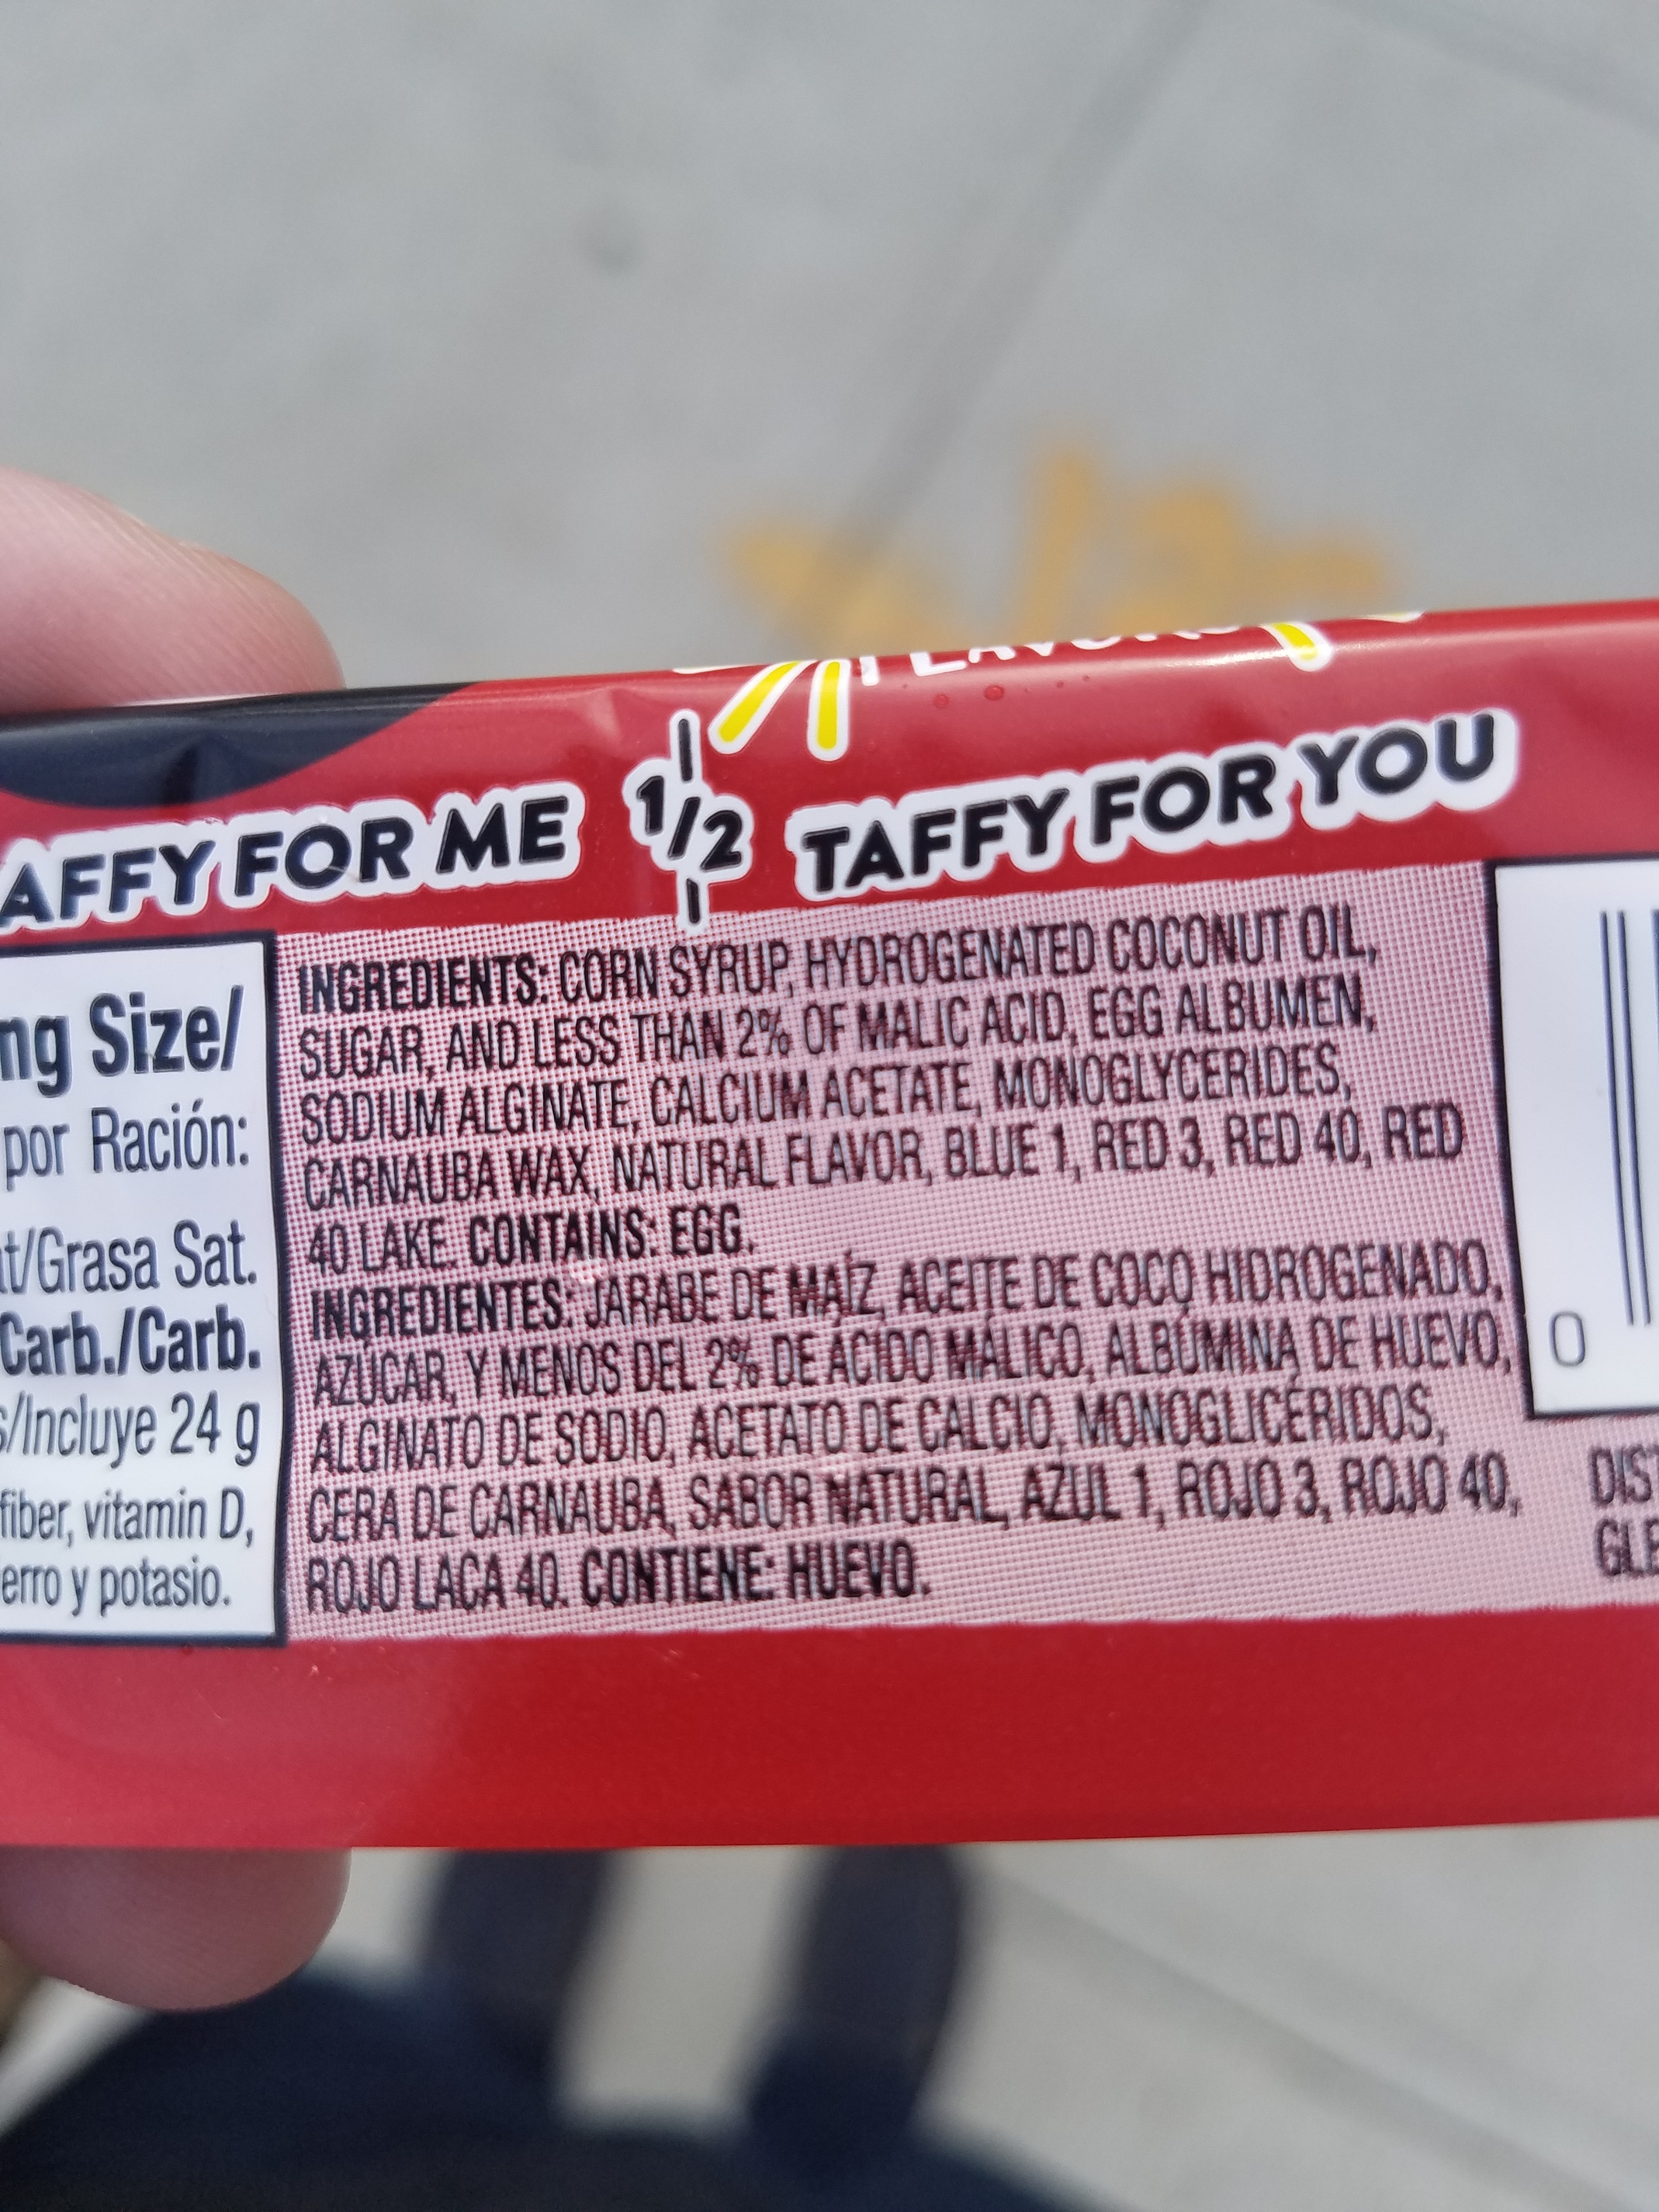 AFFY FOR ME 1/2 TAFFY FOR YOU
ng Size/
por Ración:
t/Grasa Sat.
Carb./Carb.
s/Incluye 24 g
fiber, vitamin D,
erro y potasio.
INGREDIENTS: CORN SYRUP, HYDROGENATED COCONUT OIL,
SUGAR, AND LESS THAN 2% OF MALIC ACID, EGG ALBUMEN,
SODIUM ALGINATE, CALCIUM ACETATE, MONOGLYCERIDES,
CARNAUBA WAX, NATURAL FLAVOR, BLUE 1, RED 3, RED 40, RED
40 LAKE. CONTAINS: EGG.
INGREDIENTES: JARABE DE MAÍZ, ACEITE DE COCO HIDROGENADO,
AZÚCAR, Y MENOS DEL 2% DE ÁCIDO MÁLICO, ALBÚMINA DE HUEVO,
ALGINATO DE SODIO, ACETATO DE CALCIO, MONOGLICÉRIDOS,
CERA DE CARNAUBA, SABOR NATURAL, AZUL 1, ROJO 3, ROJO 40,
ROJO LACA 40. CONTIENE: HUEVO.
0
DIST
GLE